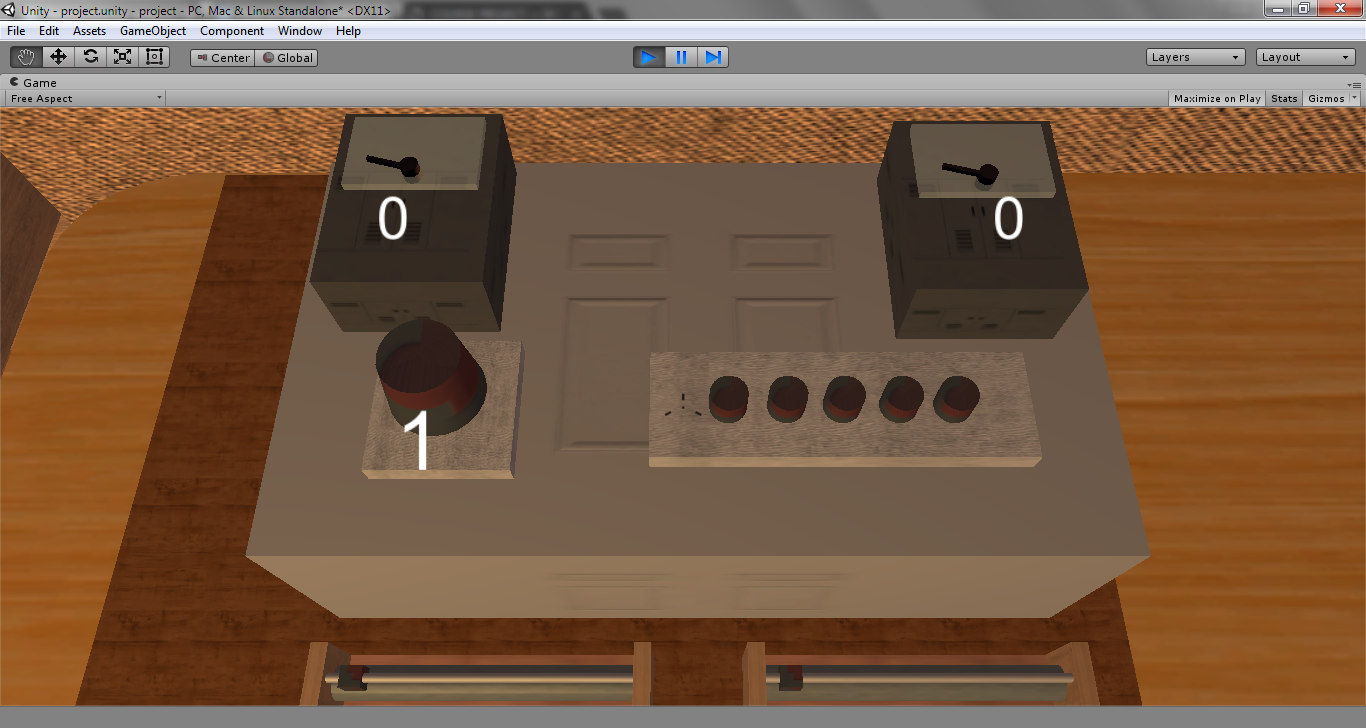 Unity - project.unity - project - PC, Mac & Linux Standalone* <DX11>
File Edit Assets GameObject Component Window Help
Center Global Layers Layout
Game
Free Aspect Maximize on Play Stats Gizmos
0 0
1